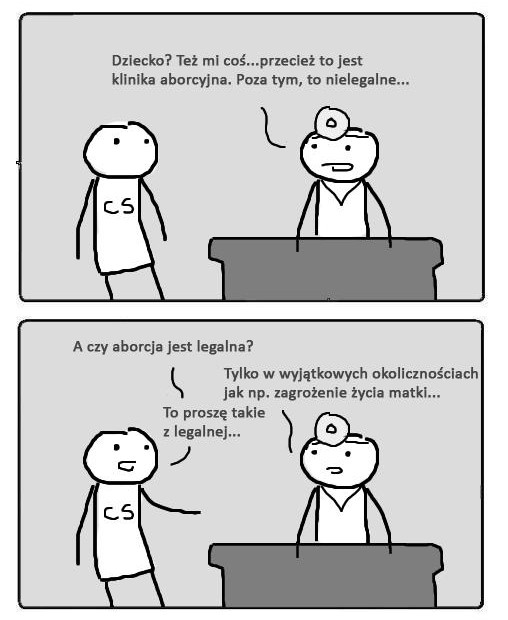 Dziecko? Też mi coś...przecież to jest
klinika aborcyjna. Poza tym, to nielegalne...
CS
A czy aborcja jest legalna?
Tylko w wyjątkowych okolicznościach
jak np. zagrożenie życia matki...
To proszę takie
z legalnej...
CS